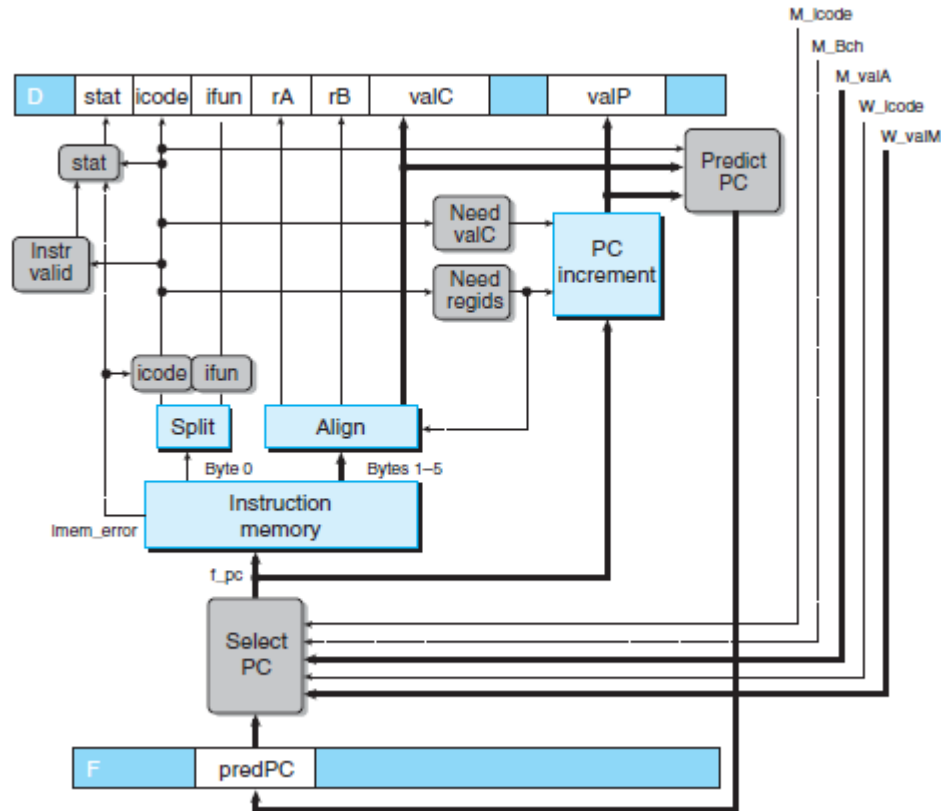 M_icode
M_Bch
M_valA
W_icode
W_valM
D stat icode ifun rA rB valC valP
stat
Predict
PC
Need
valC
Instr
valid
PC
increment
Need
regids
icode ifun
Split
Align
Byte 0
Bytes 1–5
Instruction
memory
Imem_error
f_pc
Select
PC
F predPC